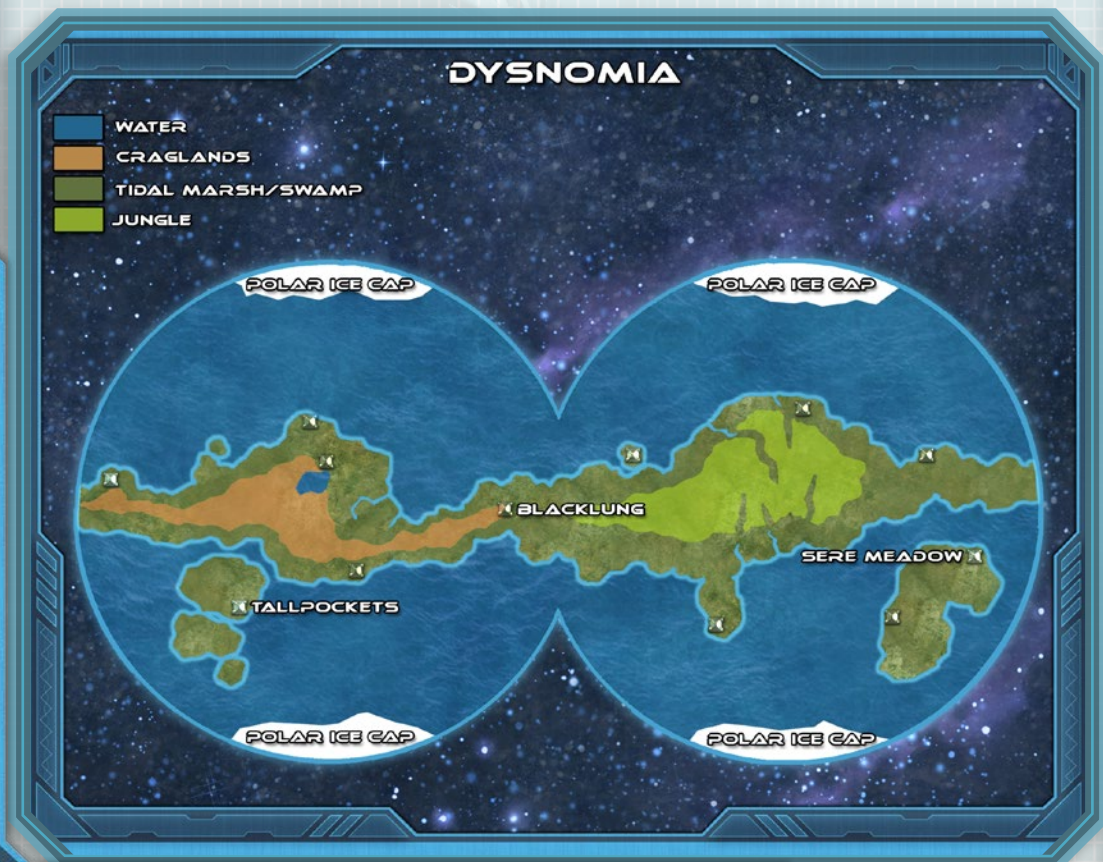 DYSNOMIA
WATER
CRAGLANDS
TIDAL MARSH/SWAMP
JUNGLE
POLAR ICE CAP
POLAR ICE CAP
BLACKLUNG
SERE MEADOW
TALLPOCKETS
POLAR ICE CAP
POLAR ICE CAP